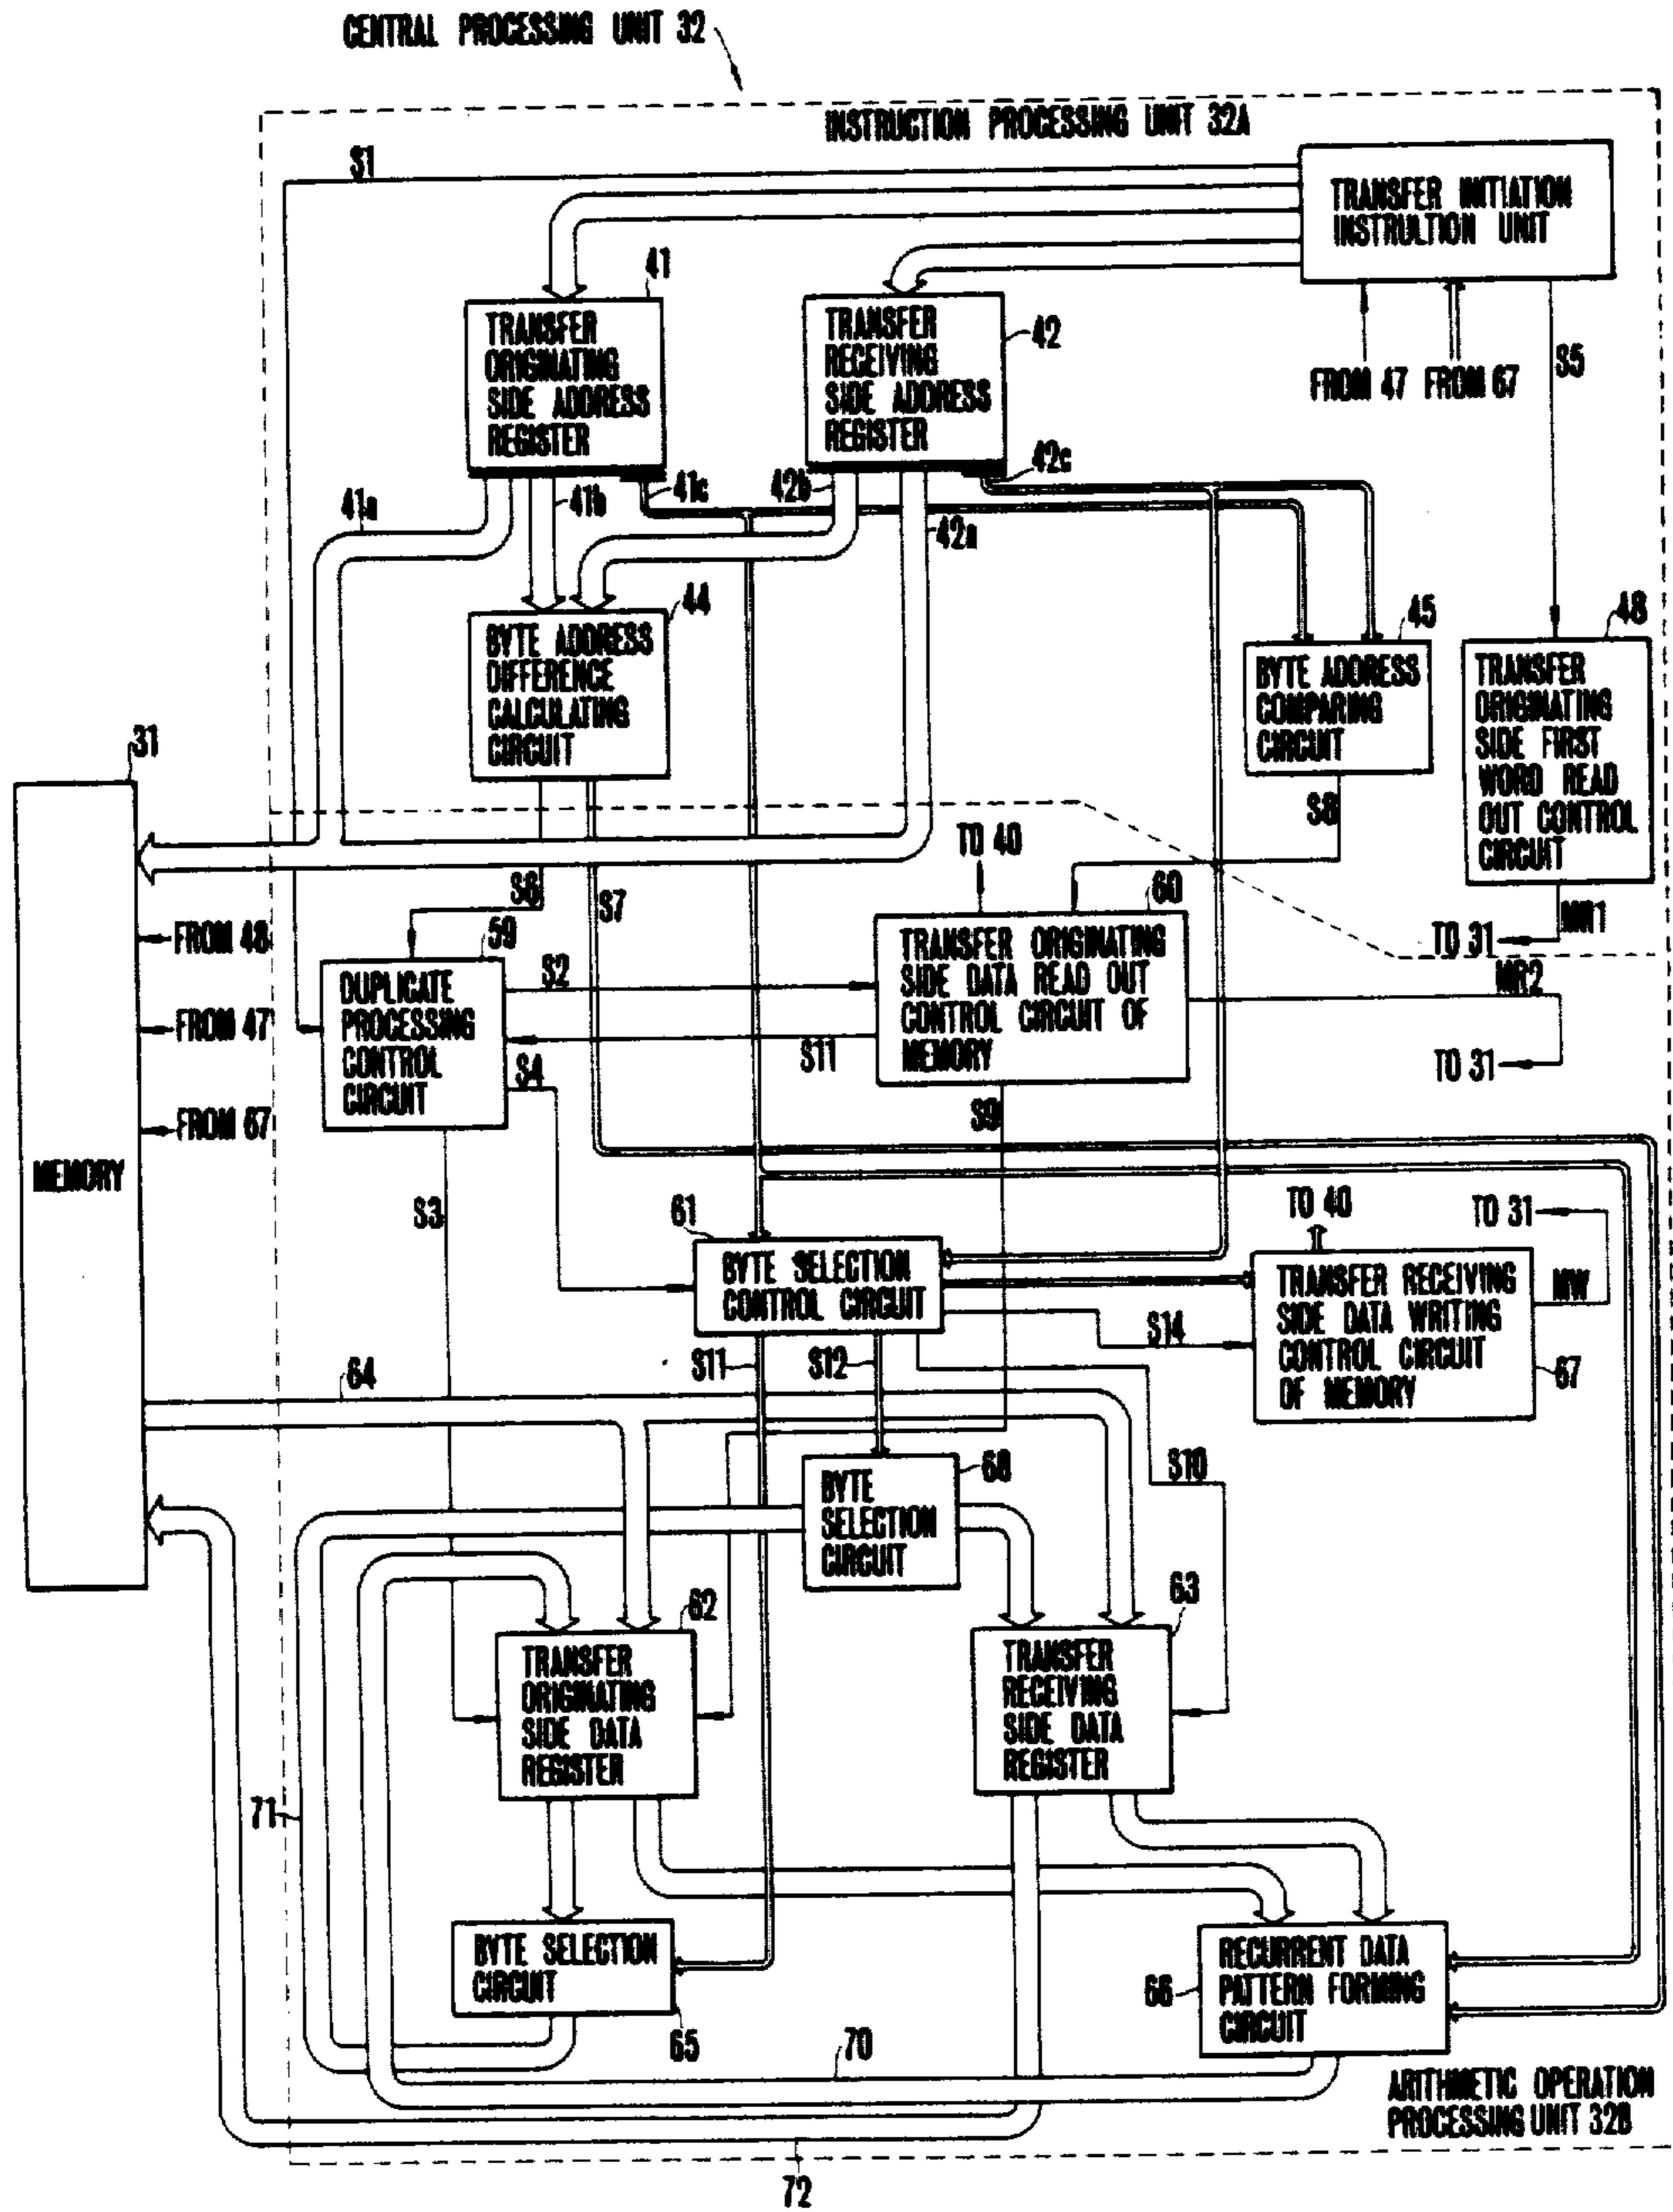 CENTRAL PROCESSING UNIT 32
INSTRUCTION PROCESSING UNIT 32A
S1
TRANSFER INITIATION
INSTRULTION UNIT
41
TRANSFER
ORIGINATING
SIDE ADDRESS
REGISTER
TRANSFER
RECEIVING
SIDE ADDRESS
REGISTER
42
FROM 47
FROM 67
S5
41a
41b
41c
42b
42c
42a
44
BYTE ADDRESS
DIFFERENCE
CALCULATING
CIRCUIT
45
BYTE ADDRESS
COMPARING
CIRCUIT
48
TRANSFER
ORIGINATING
SIDE FIRST
WORD READ
OUT CONTROL
CIRCUIT
31
S8
TO 40
S6
S7
60
MR1
TO 31
FROM 48
59
DUPLICATE
PROCESSING
CONTROL
CIRCUIT
S2
TRANSFER ORIGINATING
SIDE DATA READ OUT
CONTROL CIRCUIT OF
MEMORY
MR2
FROM 47
S11
S4
TO 31
FROM 67
S9
MEMORY
S3
61
BYTE SELECTION
CONTROL CIRCUIT
TO 40
TO 31
TRANSFER RECEIVING
SIDE DATA WRITING
CONTROL CIRCUIT
OF MEMORY
MW
S14
67
64
S11
S12
S10
68
BYTE
SELECTION
CIRCUIT
62
TRANSFER
ORIGINATING
SIDE DATA
REGISTER
63
TRANSFER
RECEIVING
SIDE DATA
REGISTER
71
BYTE SELECTION
CIRCUIT
65
66
RECURRENT DATA
PATTERN FORMING
CIRCUIT
70
ARITHMETIC OPERATION
PROCESSING UNIT 32B
72